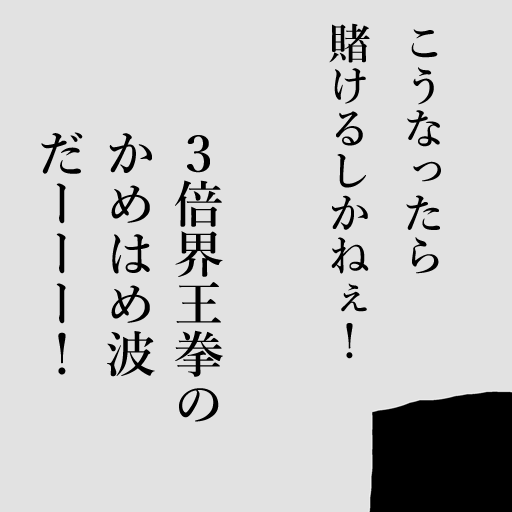 こうなったら
賭けるしかねぇ！
３倍界王拳の
かめはめ波
だーーー！